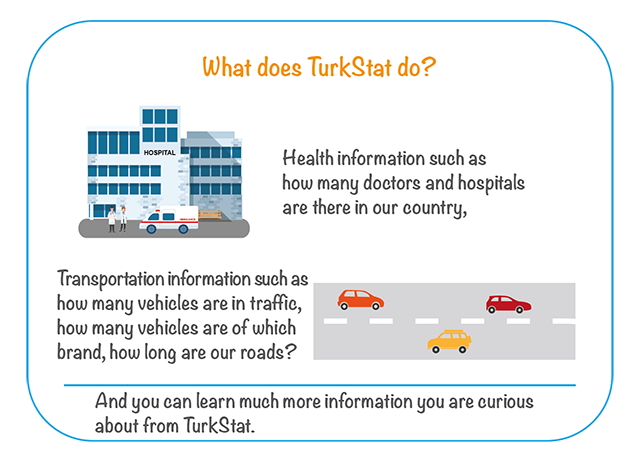 What does TurkStat do?
HOSPITAL
Health information such as
how many doctors and hospitals
are there in our country,
AMBULANCE
Transportation information such as
how many vehicles are in traffic,
how many vehicles are of which
brand, how long are our roads?
And you can learn much more information you are curious
about from TurkStat.